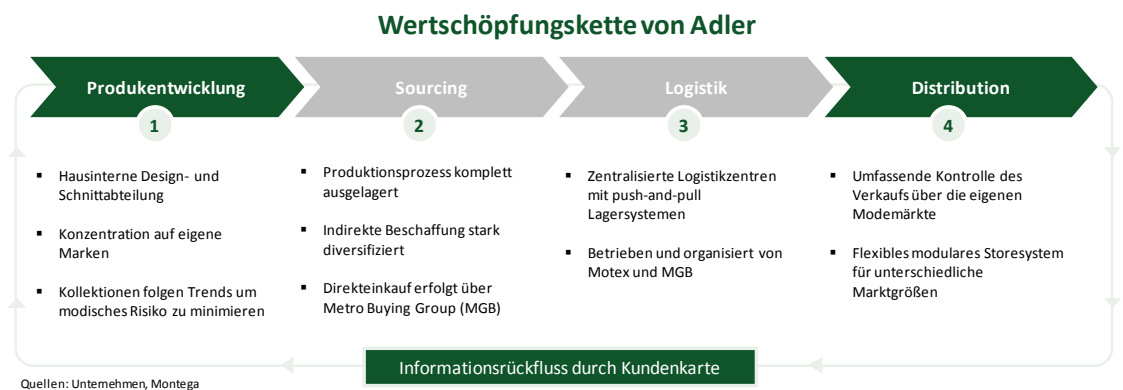 Wertschöpfungskette von Adler
Produkentwicklung
Sourcing
Logistik
Distribution
1
2
3
4
▪ Hausinterne Design- und
Schnittabteilung
▪ Konzentration auf eigene
Marken
▪ Kollektionen folgen Trends um
modisches Risiko zu minimieren
▪ Produktionsprozess komplett
ausgelagert
▪ Indirekte Beschaffung stark
diversifiziert
▪ Direkteinkauf erfolgt über
Metro Buying Group (MGB)
▪ Zentralisierte Logistikzentren
mit push-and-pull
Lagersystemen
▪ Betrieben und organisiert von
Motex und MGB
▪ Umfassende Kontrolle des
Verkaufs über die eigenen
Modemärkte
▪ Flexibles modulares Storesystem
für unterschiedliche
Marktgrößen
Informationsrückfluss durch Kundenkarte
Quellen: Unternehmen, Montega